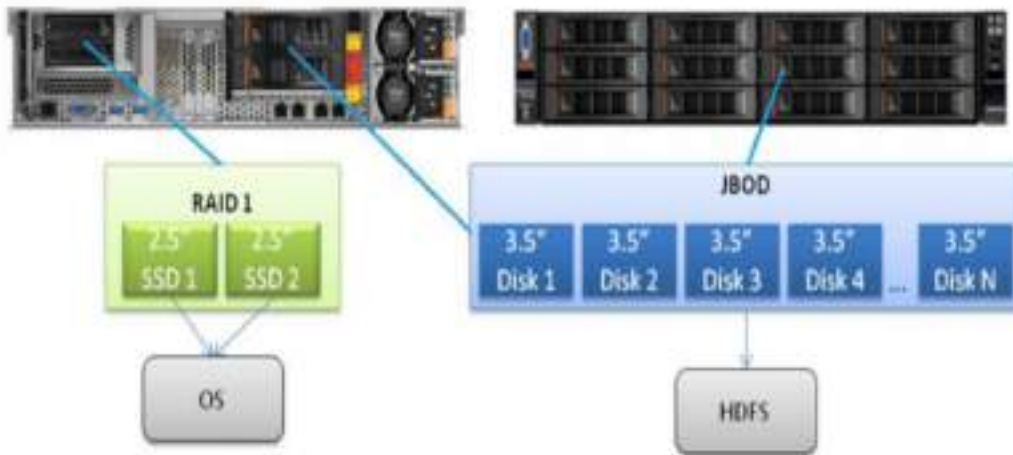 RAID 1
2.5"
SSD 1
2.5"
SSD 2
OS
JBOD
3.5"
Disk 1
3.5"
Disk 2
3.5"
Disk 3
3.5"
Disk 4
...
3.5"
Disk N
HDFS